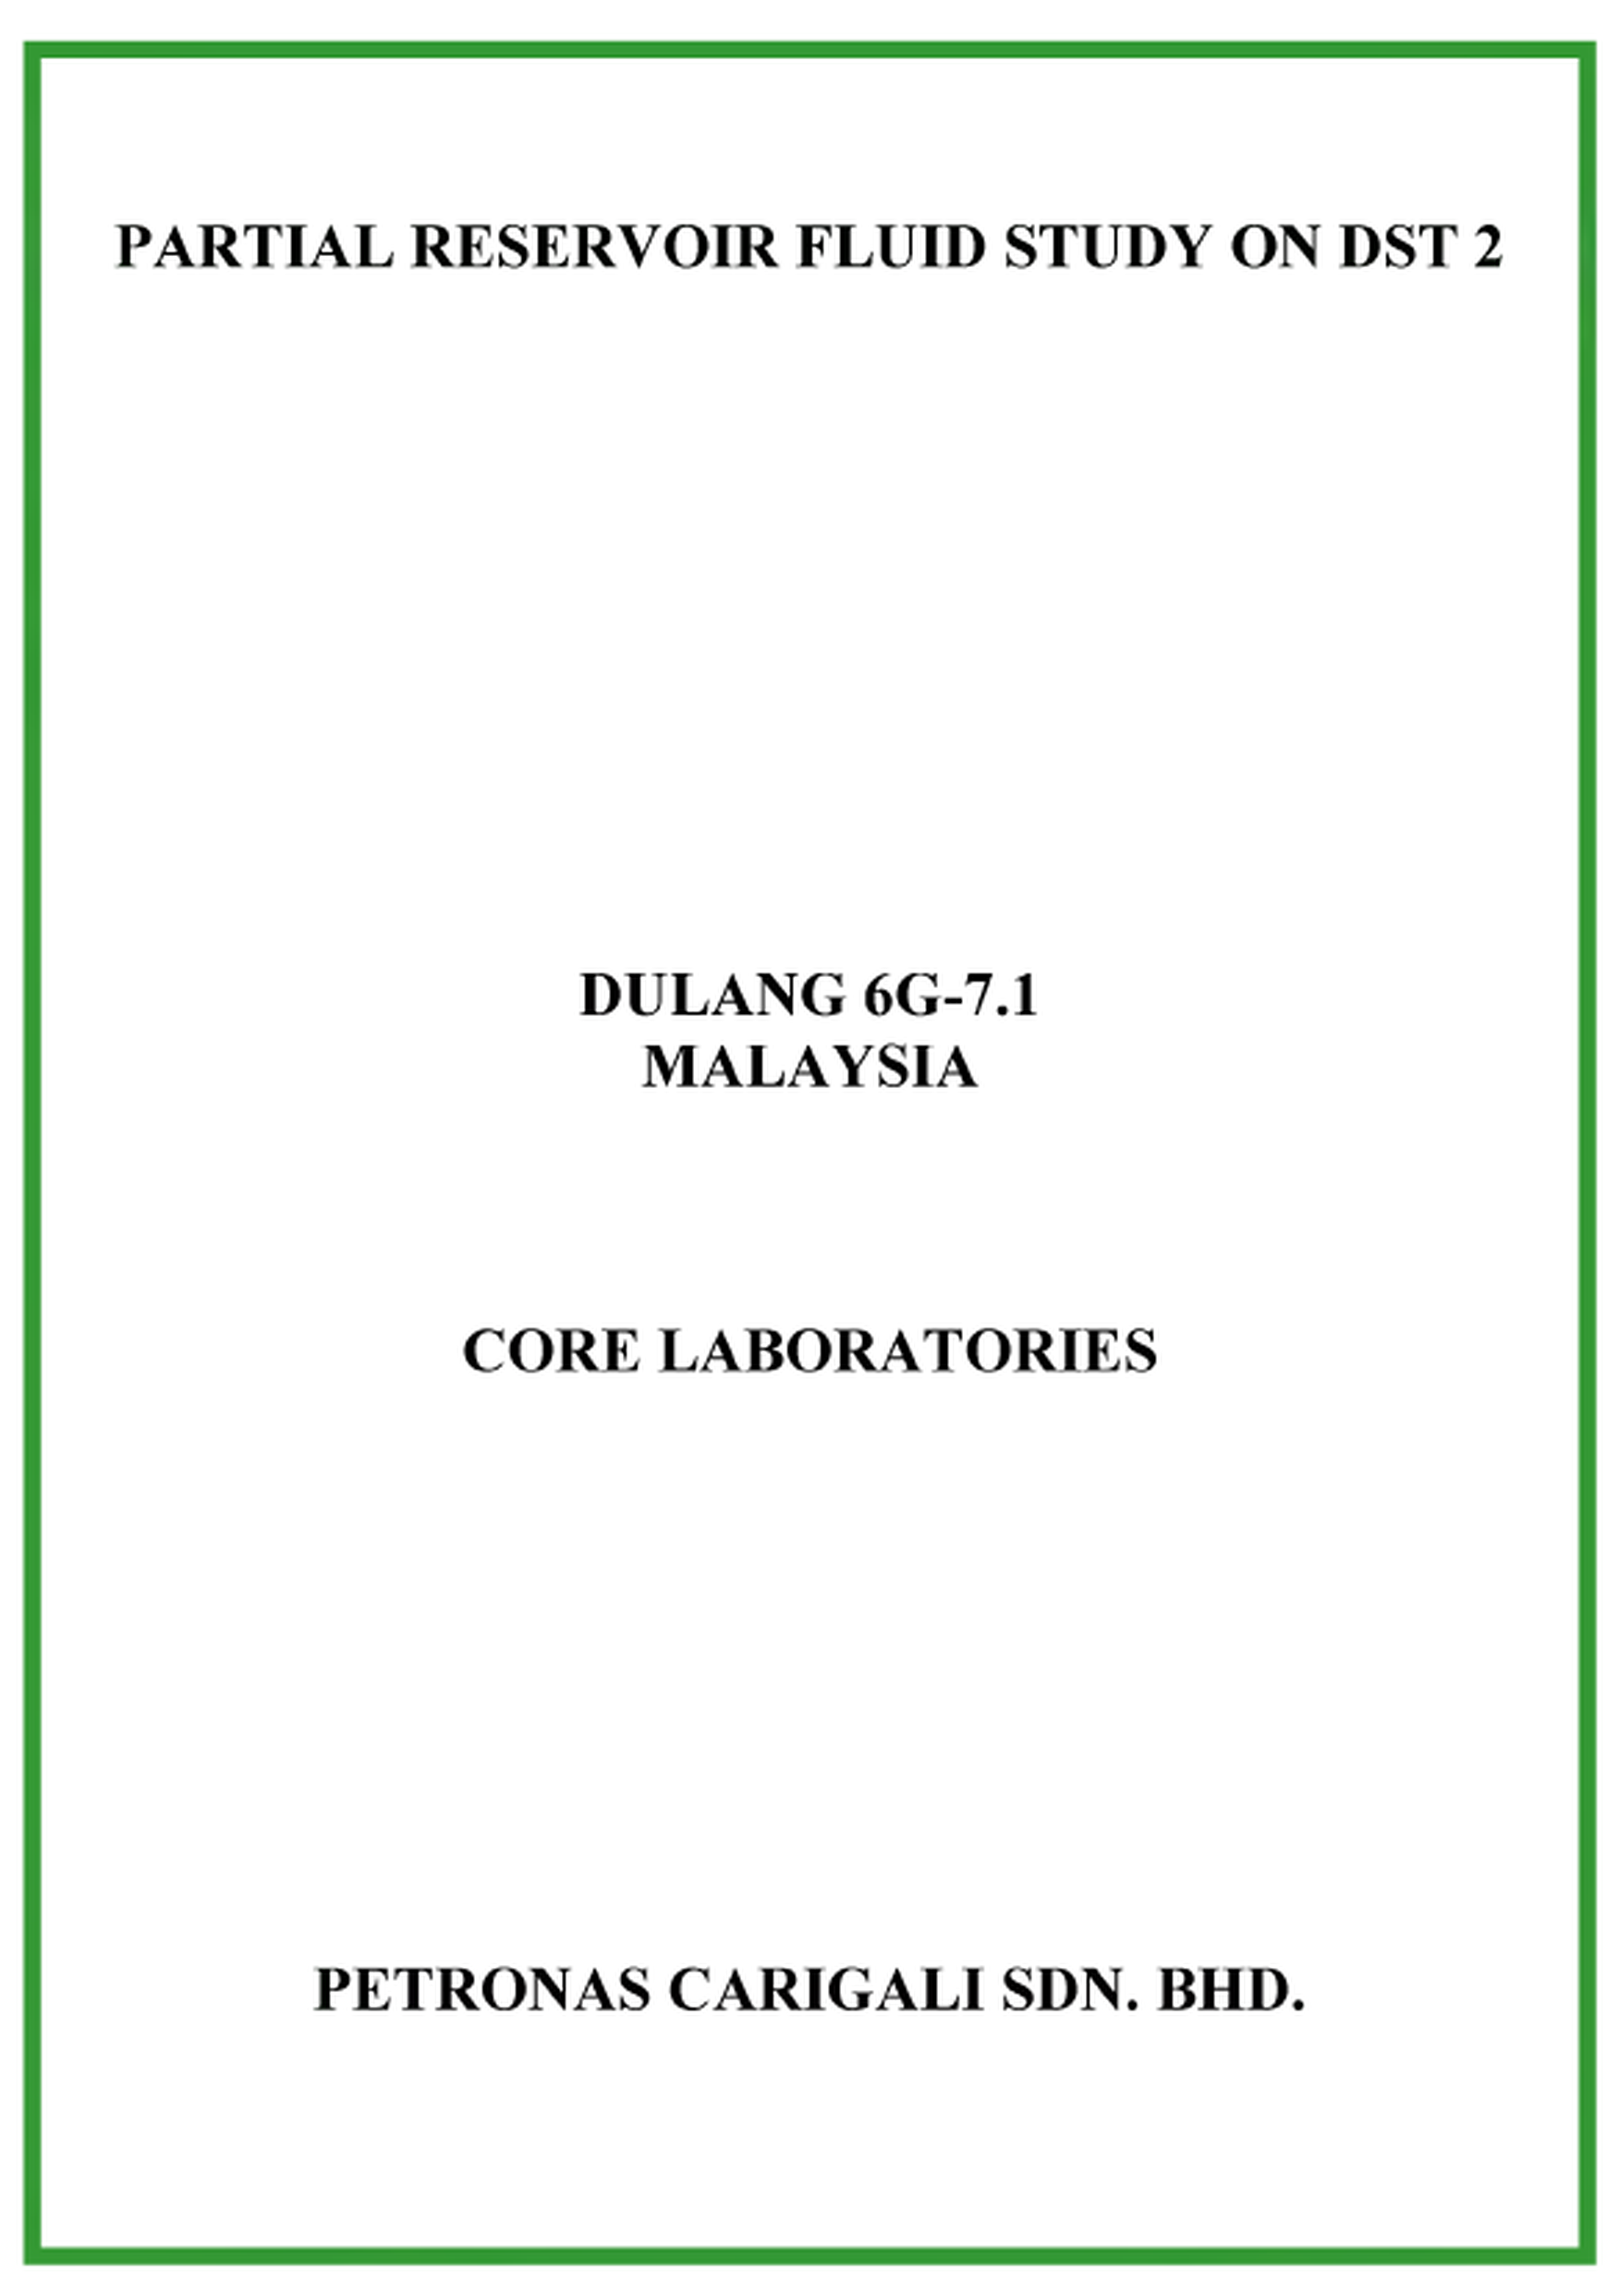 PARTIAL RESERVOIR FLUID STUDY ON DST 2
DULANG 6G-7.1
MALAYSIA
CORE LABORATORIES
PETRONAS CARIGALI SDN. BHD.